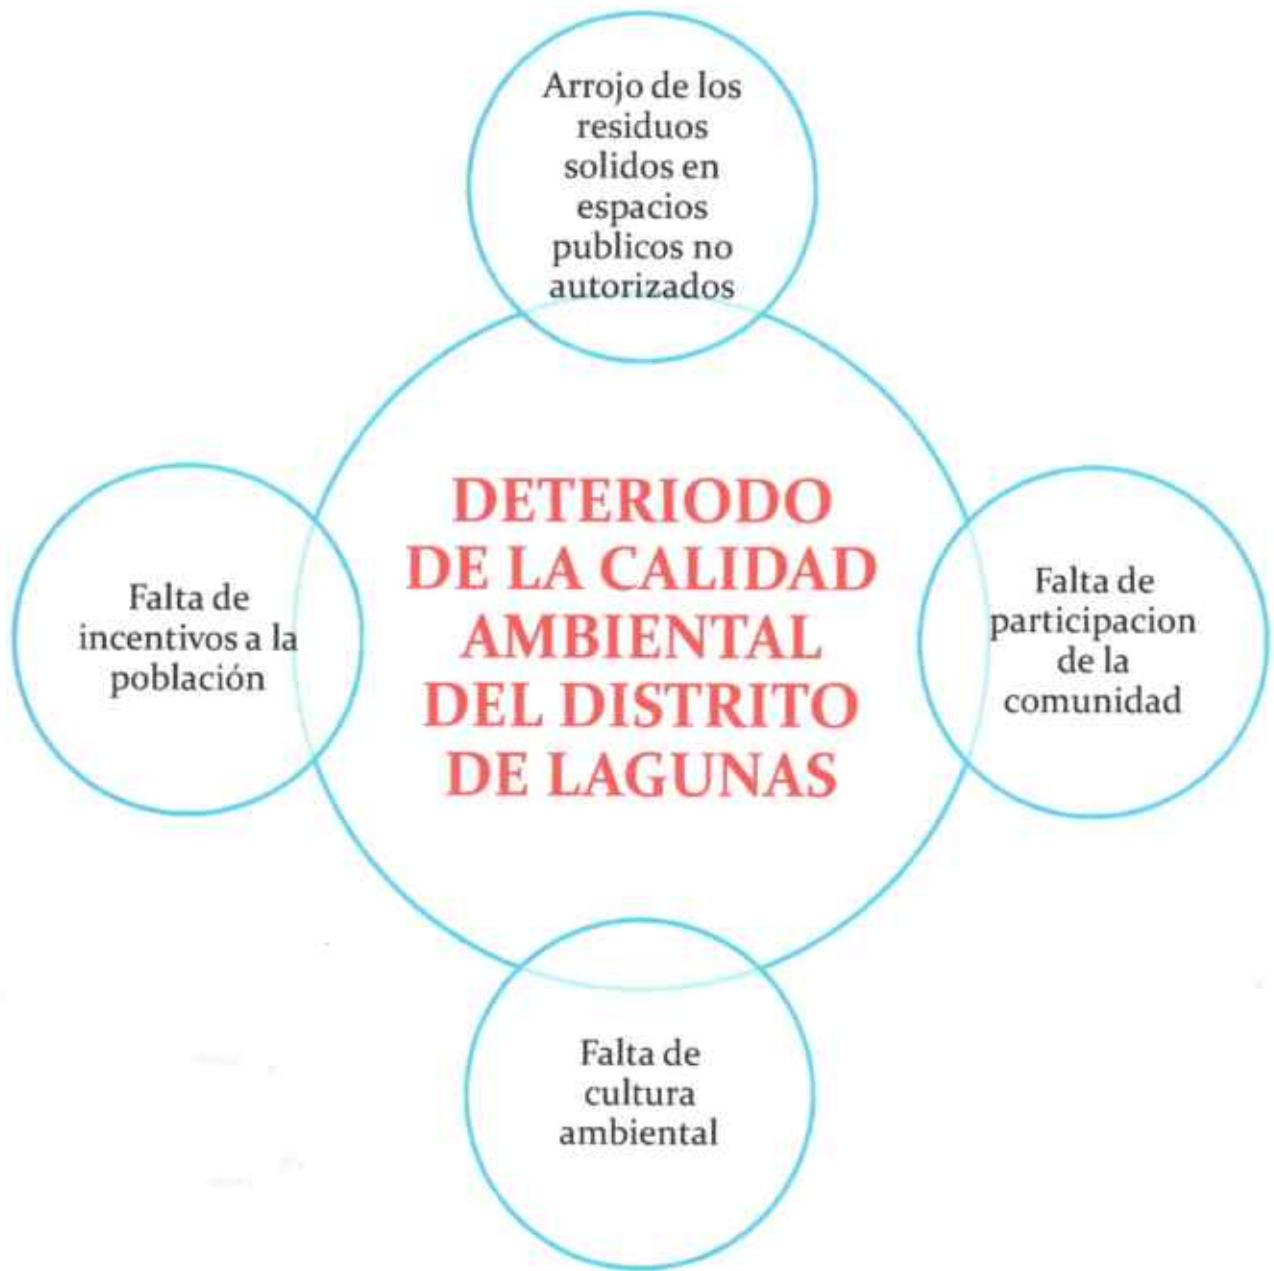 Arrojo de los
residuos
solidos en
espacios
publicos no
autorizados
DETERIODO
DE LA CALIDAD
AMBIENTAL
DEL DISTRITO
DE LAGUNAS
Falta de
incentivos a la
población
Falta de
participacion
de la
comunidad
Falta de
cultura
ambiental